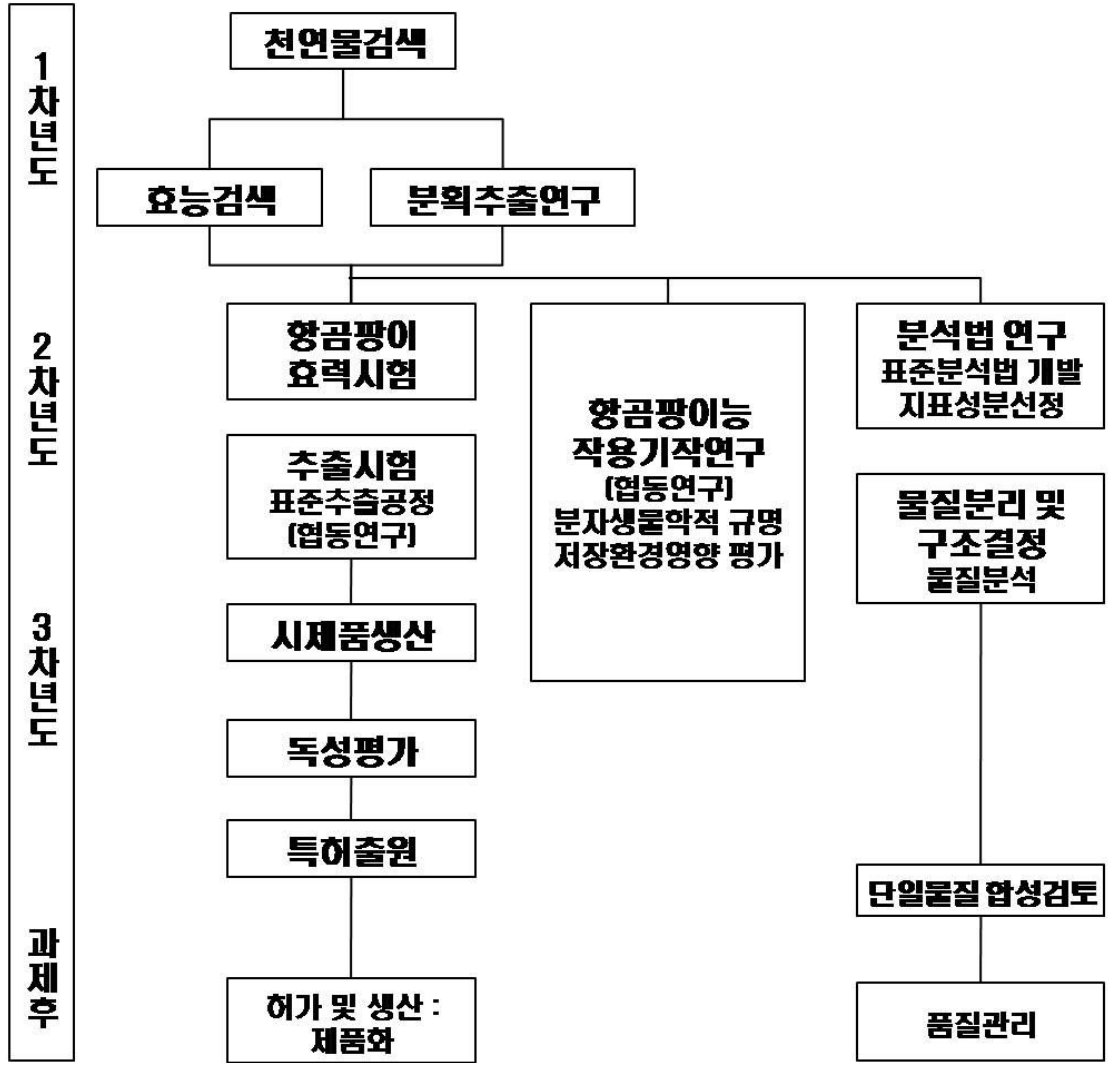 1차년도
천연물검색
효능검색
분획추출연구
2차년도
항곰팡이
효력시험
추출시험
표준추출공정
(협동연구)
항곰팡이능
작용기작연구
(협동연구)
분자생물학적 규명
저장환경영향 평가
분석법 연구
표준분석법 개발
지표성분선정
물질분리 및
구조결정
물질분석
3차년도
시제품생산
독성평가
특허출원
단일물질 합성검토
과제후
허가 및 생산 :
제품화
품질관리